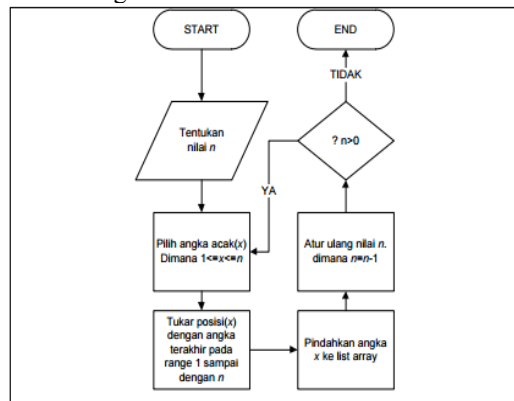 START
Tentukan
nilai n
Pilih angka acak(x)
Dimana 1<=x<=n
Tukar posisi(x)
dengan angka
terakhir pada
range 1 sampai
dengan n
Pindahkan angka
x ke list array
Atur ulang nilai n.
dimana n=n-1
? n>0
YA
TIDAK
END